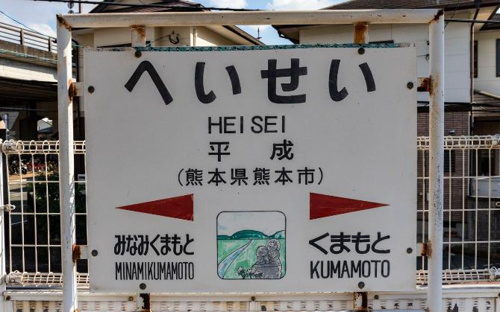 へいせい
HEISEI
平成
(熊本県熊本市)
みなみくまもと くまもと
MINAMIKUMAMOTO KUMAMOTO